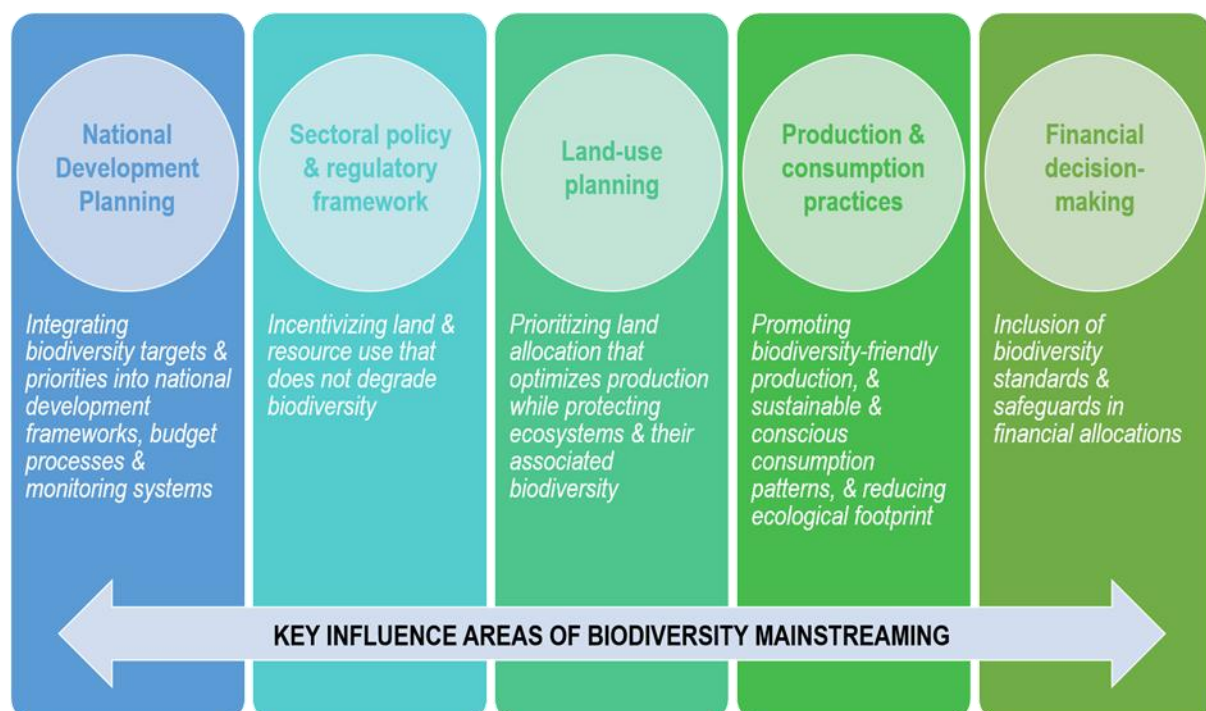 National
Development
Planning
Integrating
biodiversity targets &
priorities into national
development
frameworks, budget
processes &
monitoring systems
Sectoral policy
& regulatory
framework
Incentivizing land &
resource use that
does not degrade
biodiversity
Land-use
planning
Prioritizing land
allocation that
optimizes production
while protecting
ecosystems & their
associated
biodiversity
Production &
consumption
practices
Promoting
biodiversity-friendly
production, &
sustainable &
conscious
consumption
patterns, & reducing
ecological footprint
Financial
decision-
making
Inclusion of
biodiversity
standards &
safeguards in
financial allocations
KEY INFLUENCE AREAS OF BIODIVERSITY MAINSTREAMING